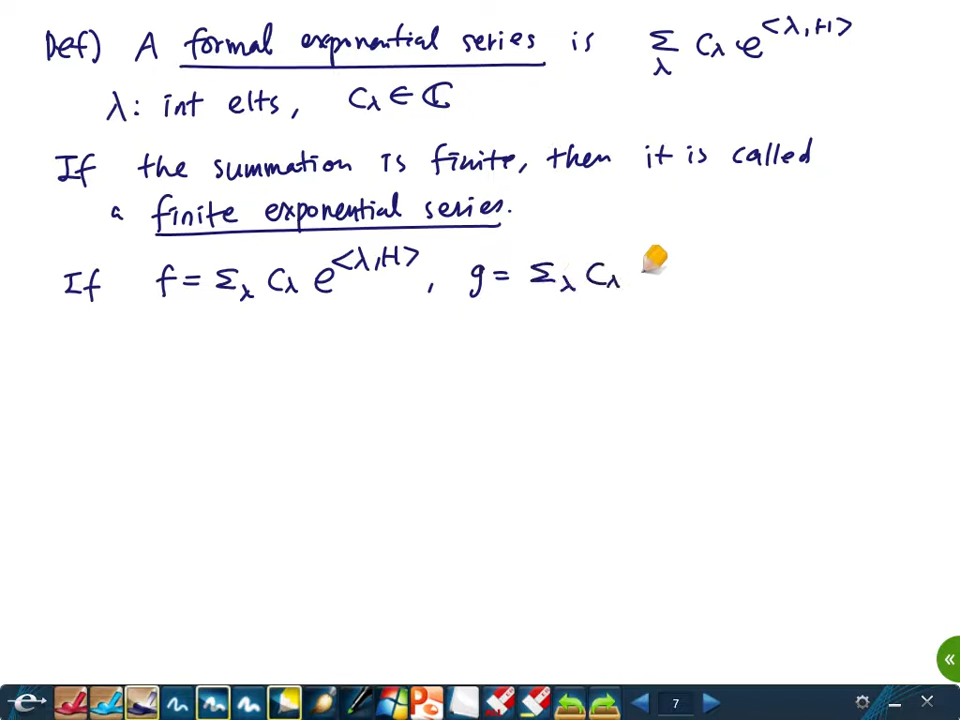 Def) A formal exponential series is Σ_λ C_λ e^{<λ,H>}
λ: int elts, C_λ ∈ ℂ
If the summation is finite, then it is called
a finite exponential series.
If f = Σ_λ C_λ e^{<λ,H>}, g = Σ_λ C_λ
7